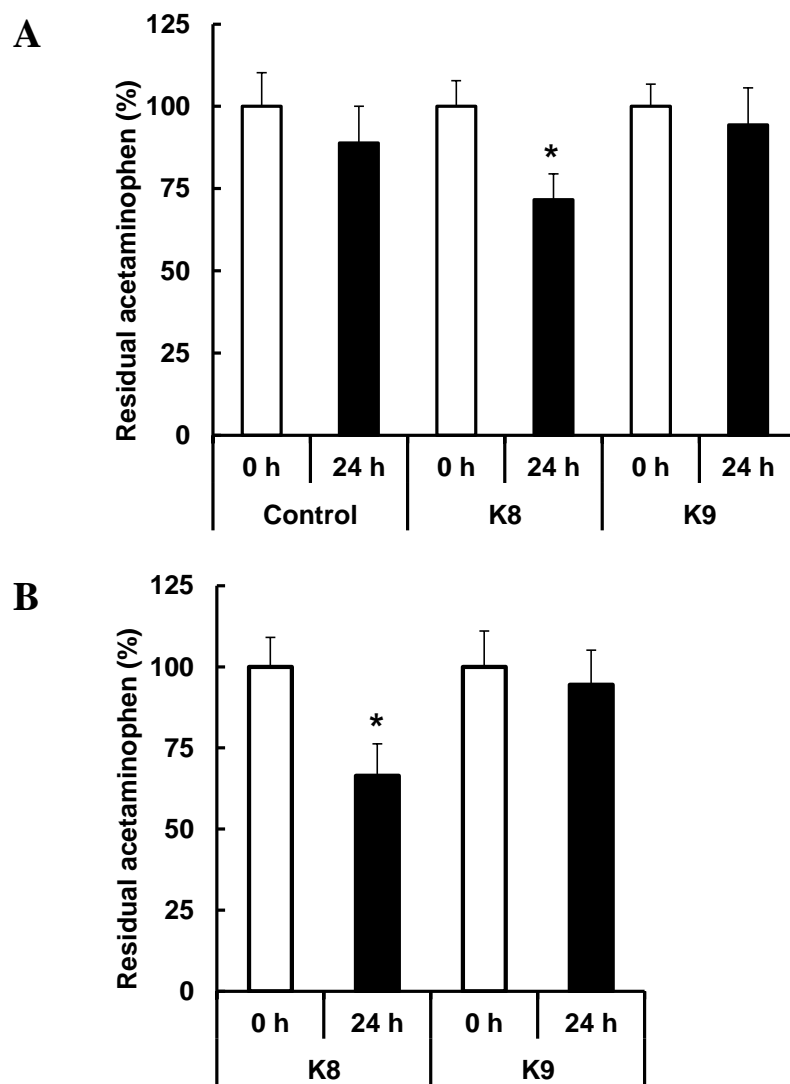 A
Residual acetaminophen (%)
125
100
75
50
25
0
*
0 h 24 h 0 h 24 h 0 h 24 h
Control K8 K9
B
Residual acetaminophen (%)
125
100
75
50
25
0
*
0 h 24 h 0 h 24 h
K8 K9